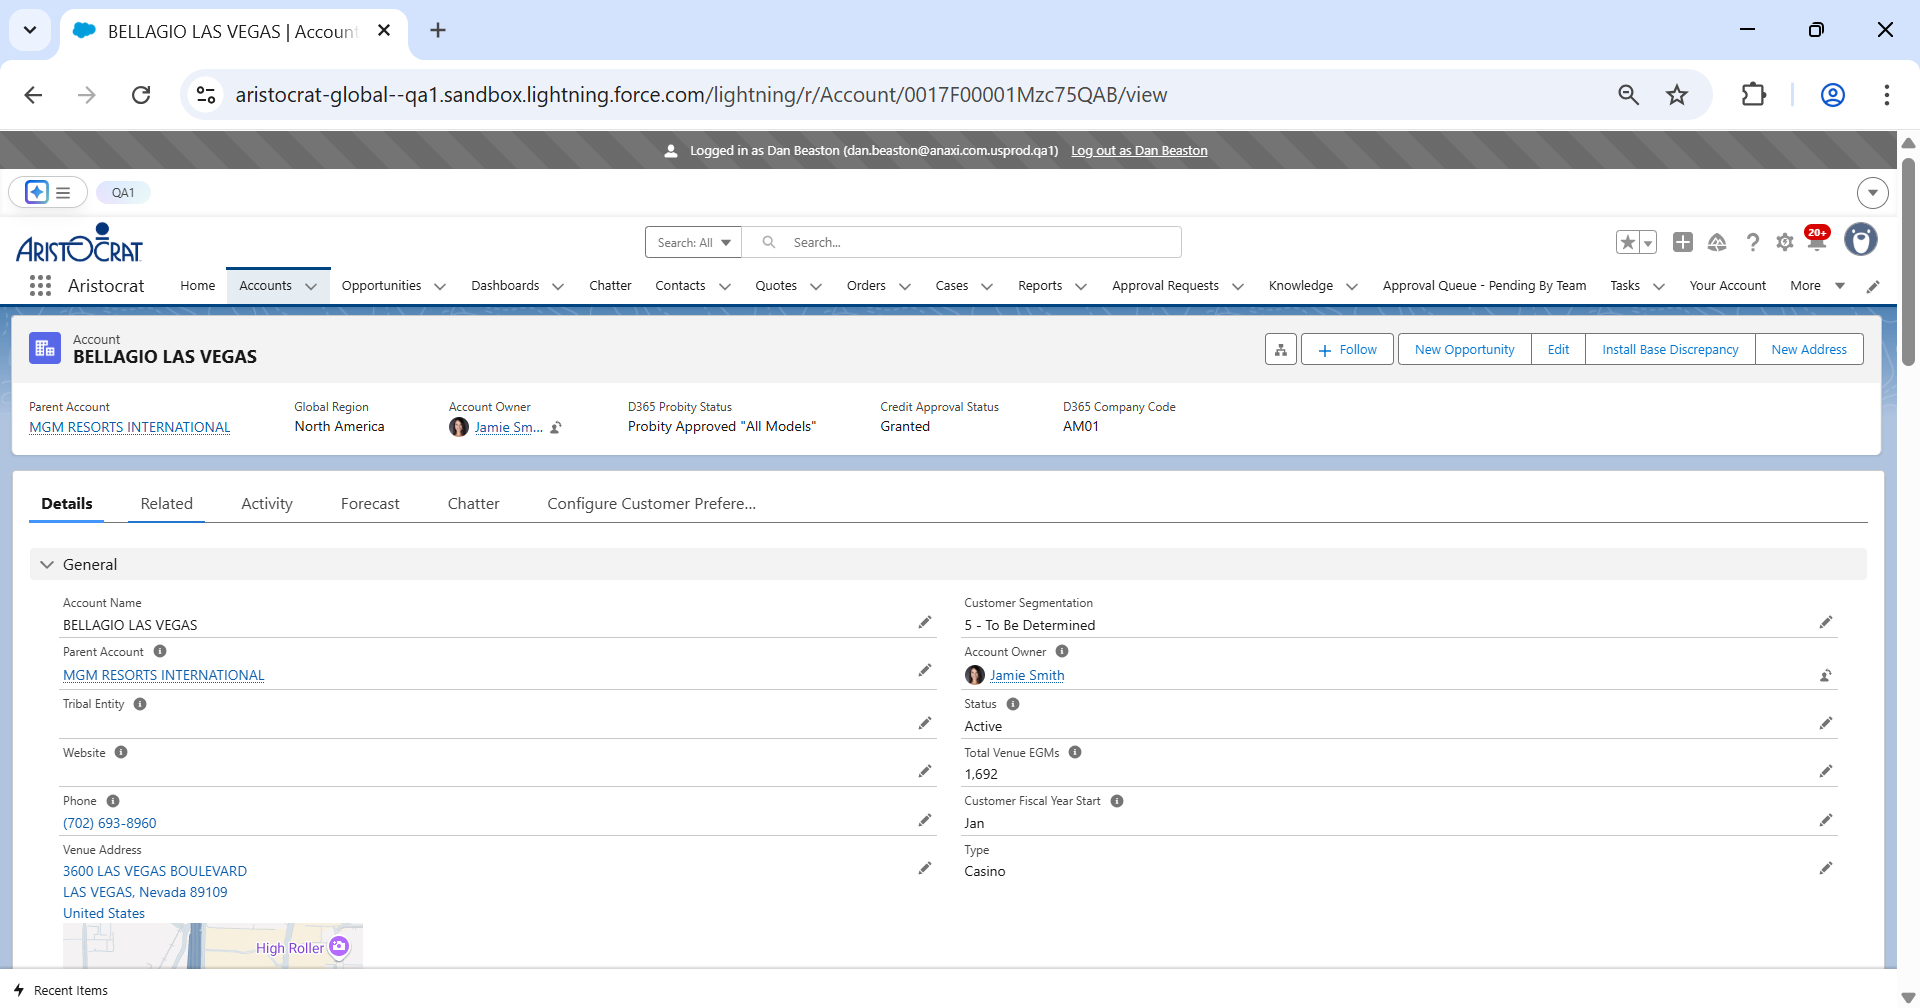 BELLAGIO LAS VEGAS | Account
aristocrat-global--qa1.sandbox.lightning.force.com/lightning/r/Account/0017F00001Mzc75QAB/view
Logged in as Dan Beaston (dan.beaston@anaxi.com.usprod.qa1) Log out as Dan Beaston
QA1
ARISTOCRAT
Search: All Search...
20+
Aristocrat Home Accounts Opportunities Dashboards Chatter Contacts Quotes Orders Cases Reports Approval Requests Knowledge Approval Queue - Pending By Team Tasks Your Account More
Account
BELLAGIO LAS VEGAS
Follow New Opportunity Edit Install Base Discrepancy New Address
Parent Account Global Region Account Owner D365 Probity Status Credit Approval Status D365 Company Code
MGM RESORTS INTERNATIONAL North America Jamie Sm... Probity Approved "All Models" Granted AM01
Details Related Activity Forecast Chatter Configure Customer Prefere...
General
Account Name Customer Segmentation
BELLAGIO LAS VEGAS 5 - To Be Determined
Parent Account Account Owner
MGM RESORTS INTERNATIONAL Jamie Smith
Tribal Entity Status
Active
Website Total Venue EGMs
1,692
Phone Customer Fiscal Year Start
(702) 693-8960 Jan
Venue Address Type
3600 LAS VEGAS BOULEVARD Casino
LAS VEGAS, Nevada 89109
United States
High Roller
Recent Items